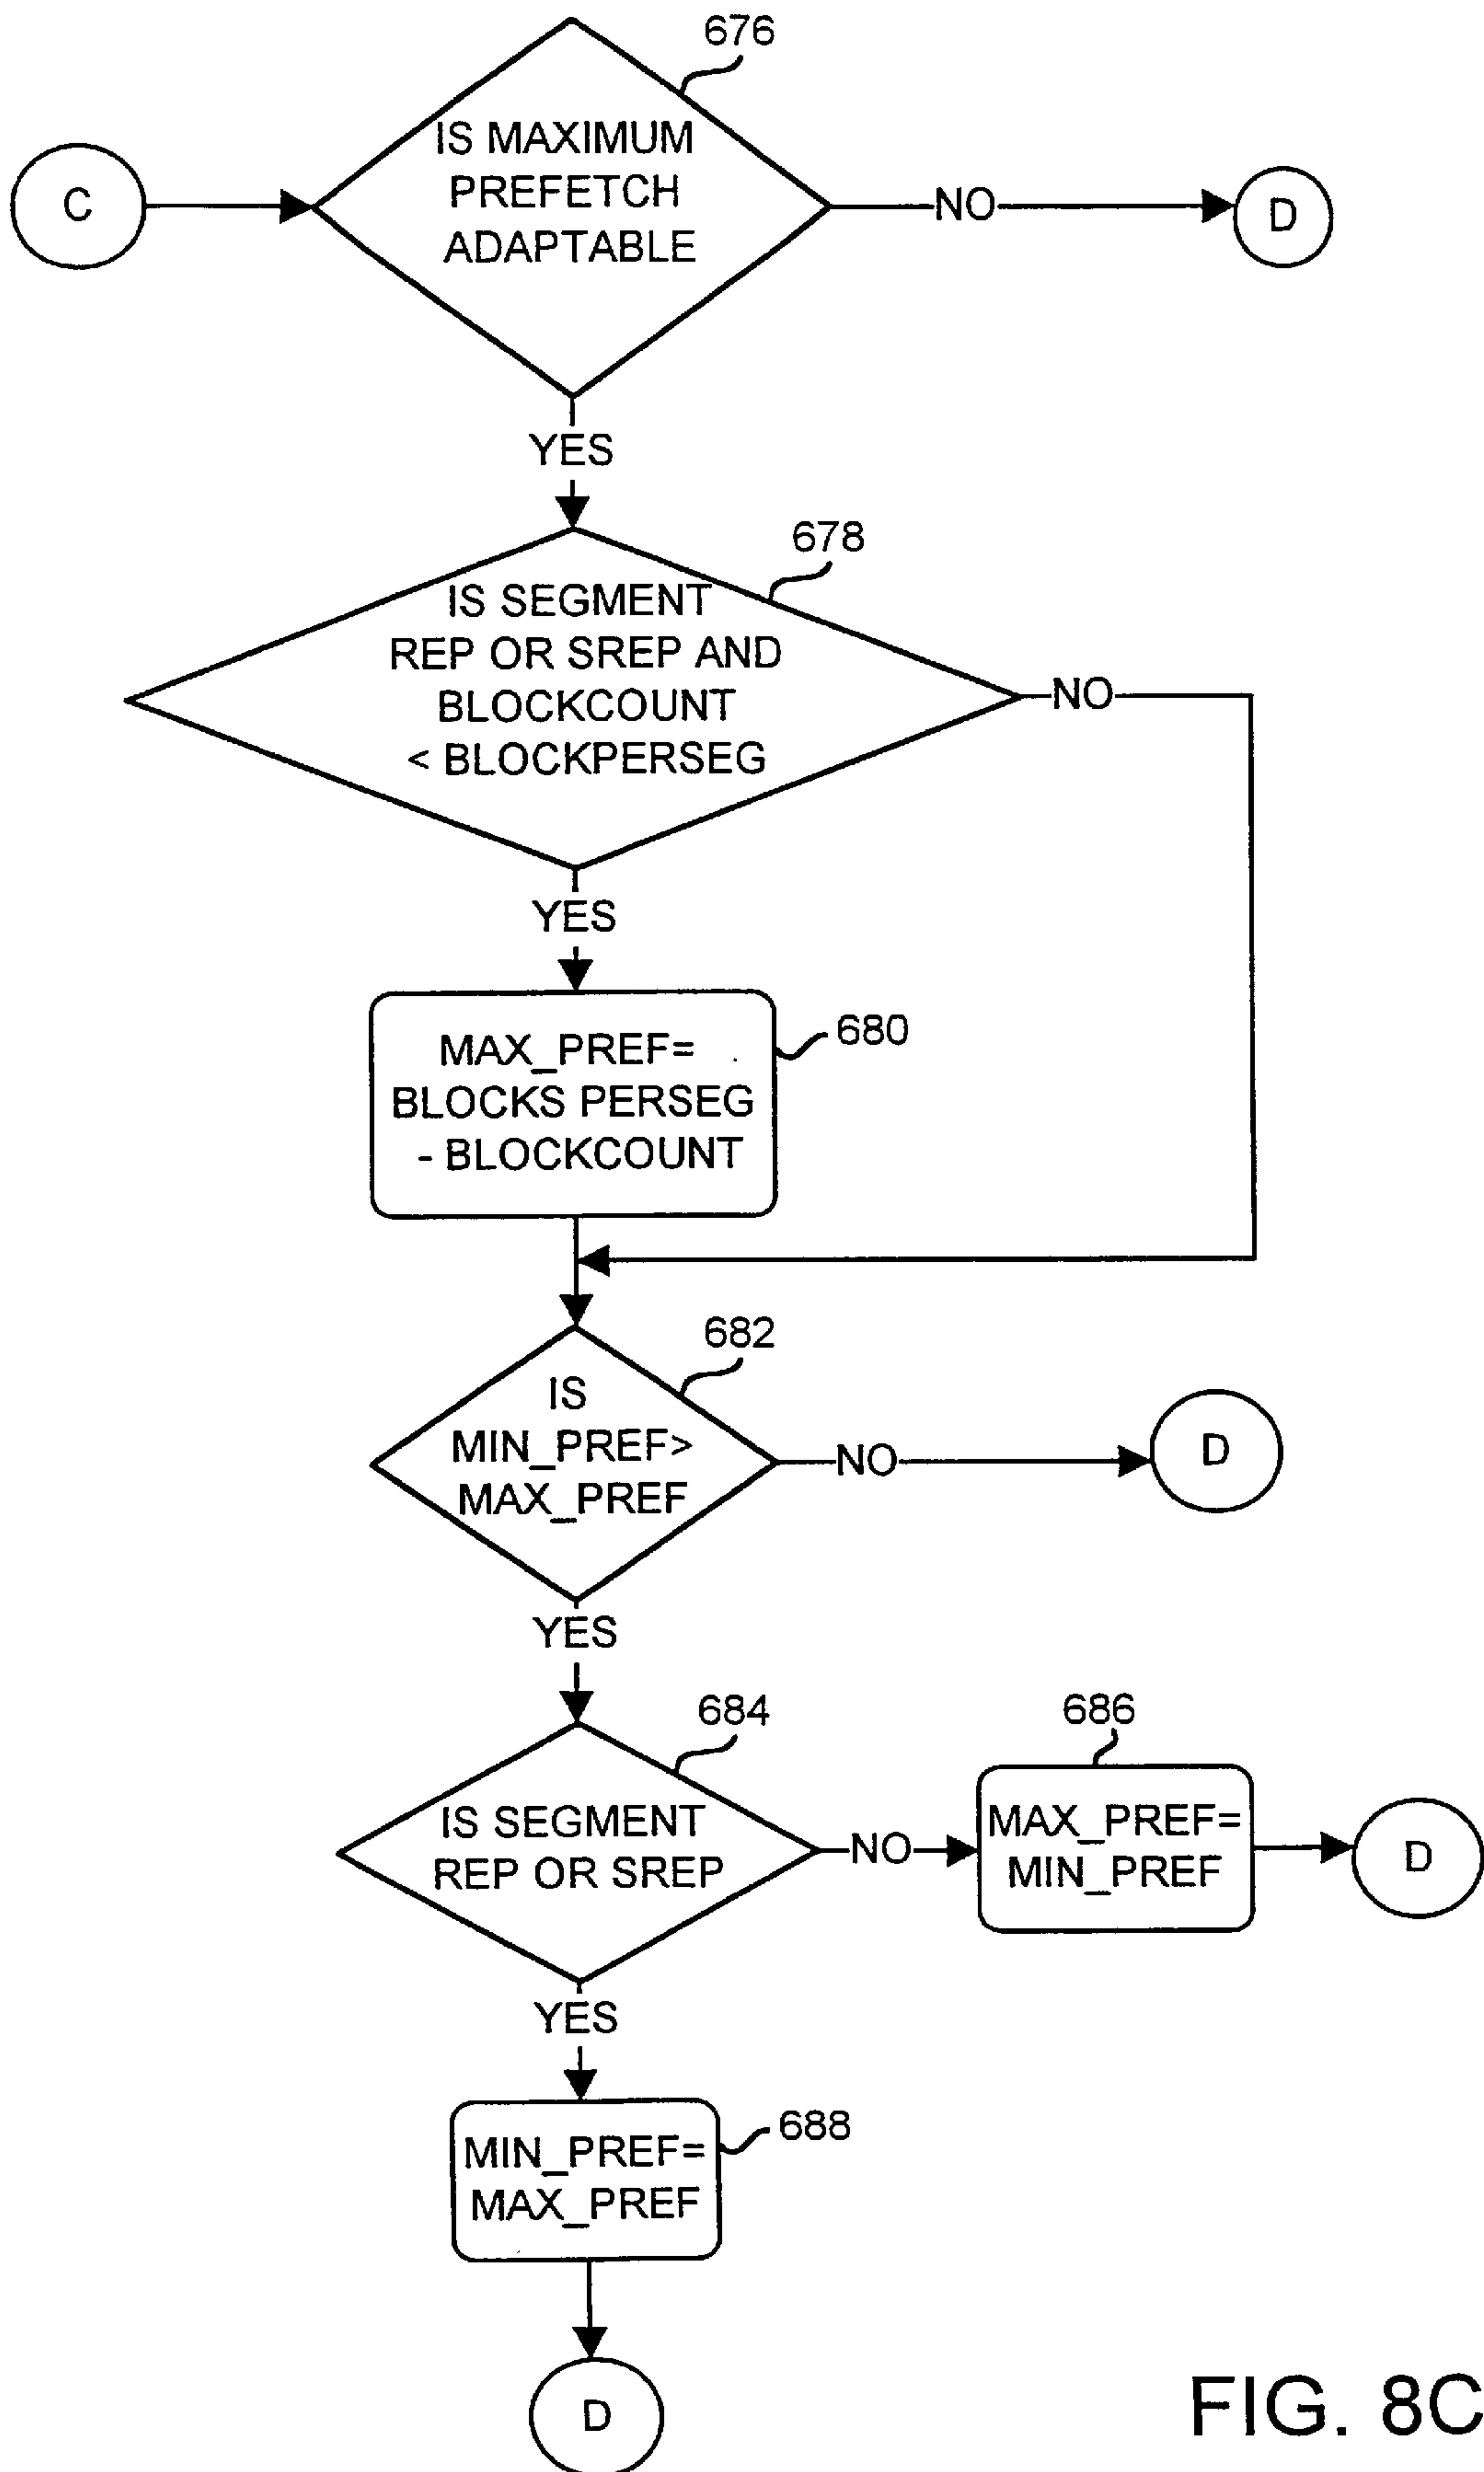 676
IS MAXIMUM
PREFETCH
ADAPTABLE
C
NO
D
YES
678
IS SEGMENT
REP OR SREP AND
BLOCKCOUNT
< BLOCKPERSEG
NO
YES
680
MAX_PREF=
BLOCKS PERSEG
- BLOCKCOUNT
682
IS
MIN_PREF>
MAX_PREF
NO
D
YES
684
IS SEGMENT
REP OR SREP
NO
686
MAX_PREF=
MIN_PREF
D
YES
688
MIN_PREF=
MAX_PREF
D
FIG. 8C